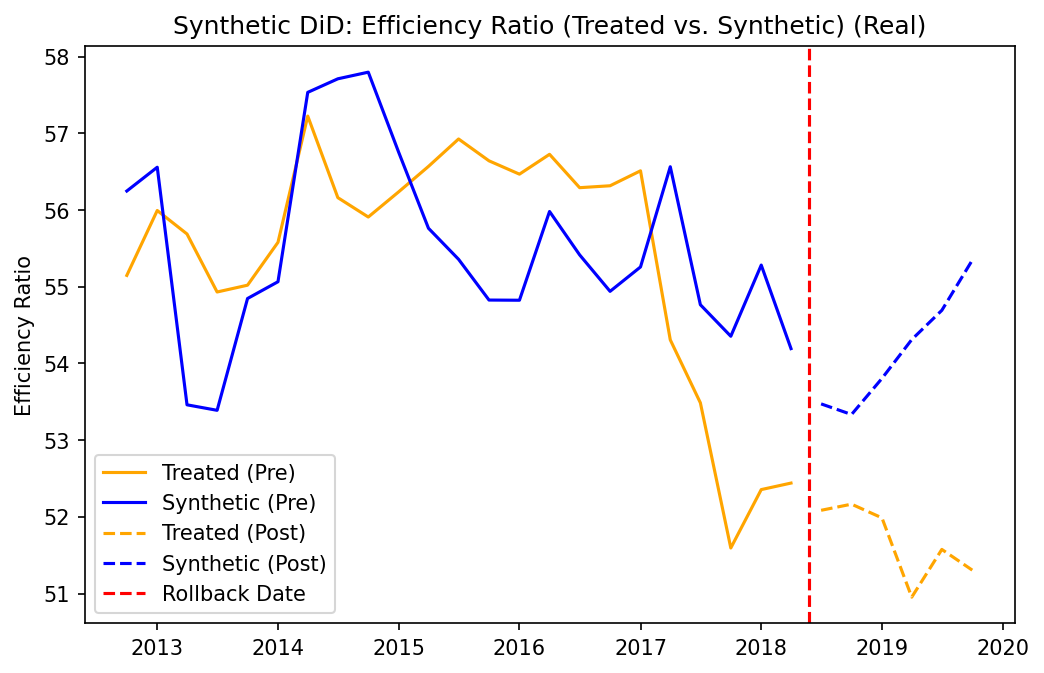 Synthetic DiD: Efficiency Ratio (Treated vs. Synthetic) (Real)
Efficiency Ratio
58
57
56
55
54
53
52
51
Treated (Pre)
Synthetic (Pre)
Treated (Post)
Synthetic (Post)
Rollback Date
2013 2014 2015 2016 2017 2018 2019 2020